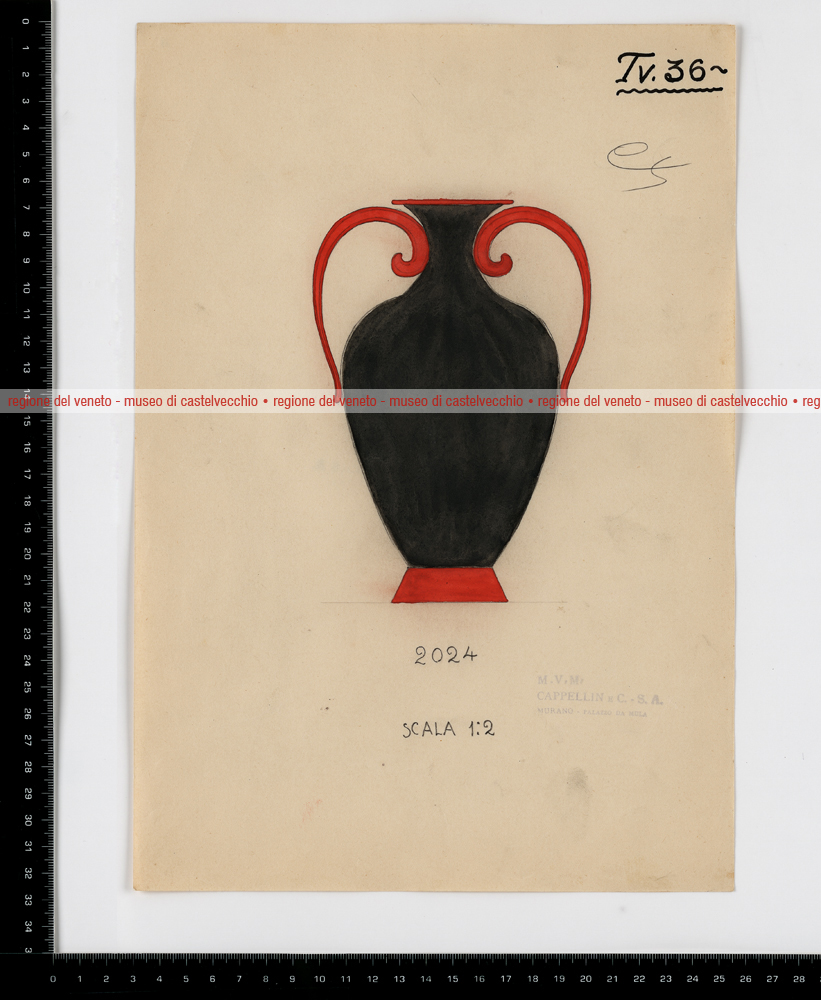 Tv. 36~
regione del veneto - museo di castelvecchio • regione del veneto - museo di castelvecchio • regione del veneto - museo di castelvecchio • reg
2024
M.V.M.
CAPPELLIN e C. - S. A.
MURANO - PALAZZO DA MULA
SCALA 1:2
0 1 2 3 4 5 6 7 8 9 10 11 12 13 14 15 16 17 18 19 20 21 22 23 24 25 26 27 28 29 30 31 32 33 34 3
0 1 2 3 4 5 6 7 8 9 10 11 12 13 14 15 16 17 18 19 20 21 22 23 24 25 26 27 28